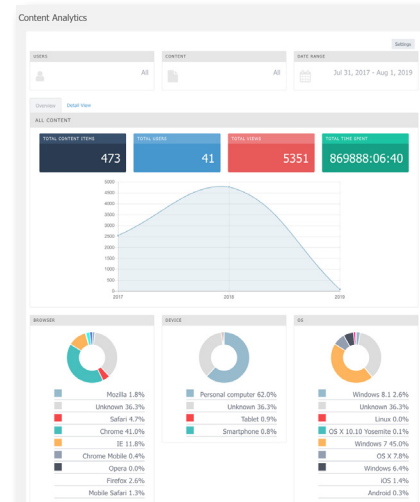 Content Analytics
Settings
USERS
CONTENT
DATE RANGE
All
All
Jul 31, 2017 - Aug 1, 2019
Overview
Detail View
ALL CONTENT
TOTAL CONTENT ITEMS
TOTAL USERS
TOTAL VIEWS
TOTAL TIME SPENT
473
41
5351
869888:06:40
5000
4500
4000
3500
3000
2500
2000
1500
1000
500
0
2017
2018
2019
BROWSER
DEVICE
OS
Mozilla 1.8%
Unknown 36.3%
Safari 4.7%
Chrome 41.0%
IE 11.8%
Chrome Mobile 0.4%
Opera 0.0%
Firefox 2.6%
Mobile Safari 1.3%
Personal computer 62.0%
Unknown 36.3%
Tablet 0.9%
Smartphone 0.8%
Windows 8.1 2.6%
Unknown 36.3%
Linux 0.0%
OS X 10.10 Yosemite 0.1%
Windows 7 45.0%
OS X 7.8%
Windows 6.4%
iOS 1.4%
Android 0.3%